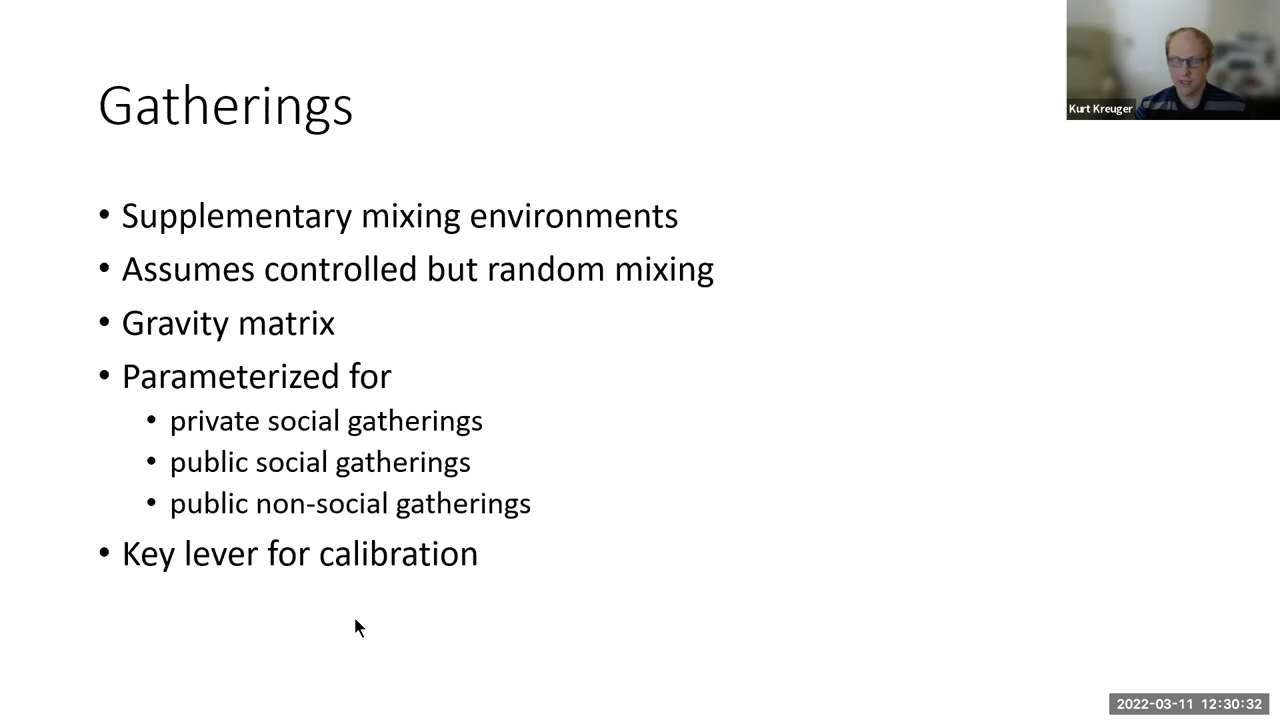 Gatherings
Kurt Kreuger
• Supplementary mixing environments
• Assumes controlled but random mixing
• Gravity matrix
• Parameterized for
• private social gatherings
• public social gatherings
• public non-social gatherings
• Key lever for calibration
2022-03-11 12:30:32